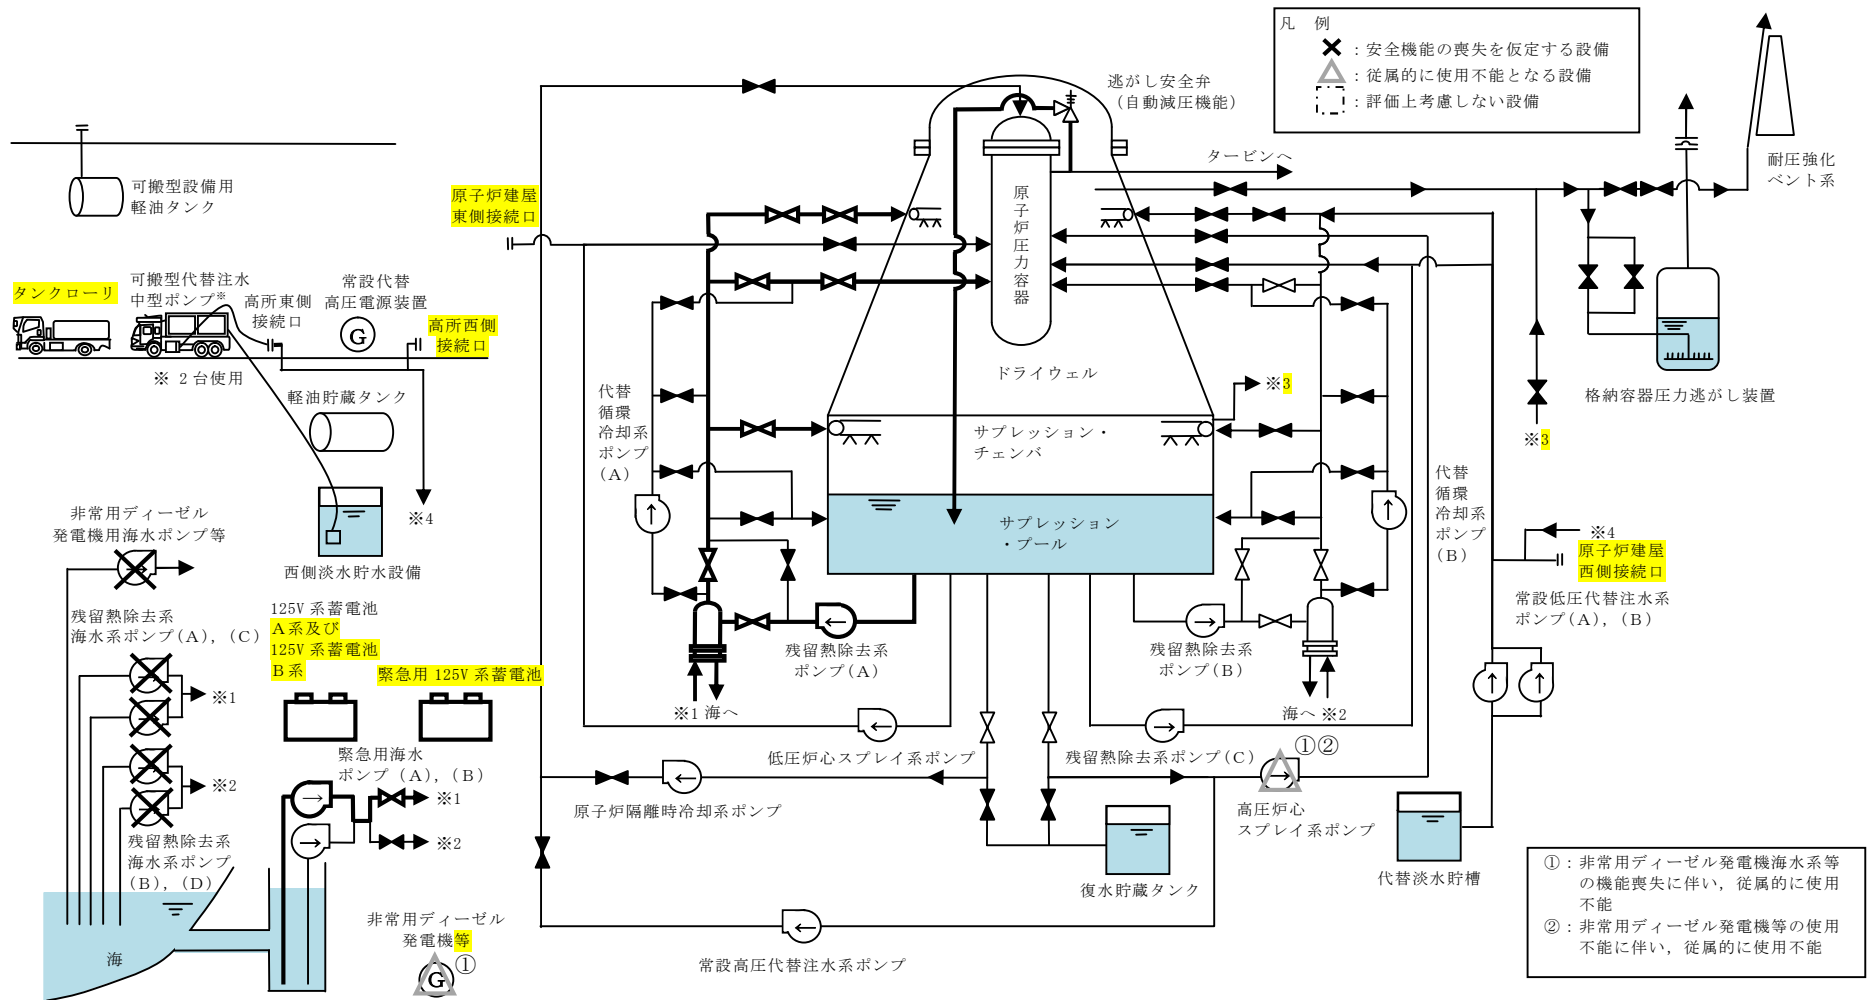 凡 例
：安全機能の喪失を仮定する設備
：従属的に使用不能となる設備
：評価上考慮しない設備
逃がし安全弁
（自動減圧機能）
タービンへ
耐圧強化
ベント系
可搬型設備用
軽油タンク
原子炉建屋
東側接続口
原子炉圧力容器
タンクローリ
可搬型代替注水
中型ポンプ※
高所東側
接続口
常設代替
高圧電源装置
G
高所西側
接続口
※ 2台使用
軽油貯蔵タンク
※4
西側淡水貯水設備
代替
循環
冷却系
ポンプ
(A)
ドライウェル
※3
サプレッション・
チェンバ
サプレッション
・プール
格納容器圧力逃がし装置
※3
代替
循環
冷却系
ポンプ
(B)
※4
原子炉建屋
西側接続口
常設低圧代替注水系
ポンプ(A)，(B)
非常用ディーゼル
発電機用海水ポンプ等
残留熱除去系
海水系ポンプ(A)，(C)
※1
※2
残留熱除去系
海水系ポンプ
(B)，(D)
125V 系蓄電池
A系及び
125V 系蓄電池
B系
緊急用 125V 系蓄電池
緊急用海水
ポンプ (A)，(B)
※1
※2
残留熱除去系
ポンプ(A)
※1 海へ
残留熱除去系
ポンプ(B)
海へ ※2
低圧炉心スプレイ系ポンプ
残留熱除去系ポンプ(C)
①②
原子炉隔離時冷却系ポンプ
高圧炉心
スプレイ系ポンプ
復水貯蔵タンク
代替淡水貯槽
海
非常用ディーゼル
発電機等
①
G
常設高圧代替注水系ポンプ
①：非常用ディーゼル発電機海水系等
の機能喪失に伴い，従属的に使用
不能
②：非常用ディーゼル発電機等の使用
不能に伴い，従属的に使用不能